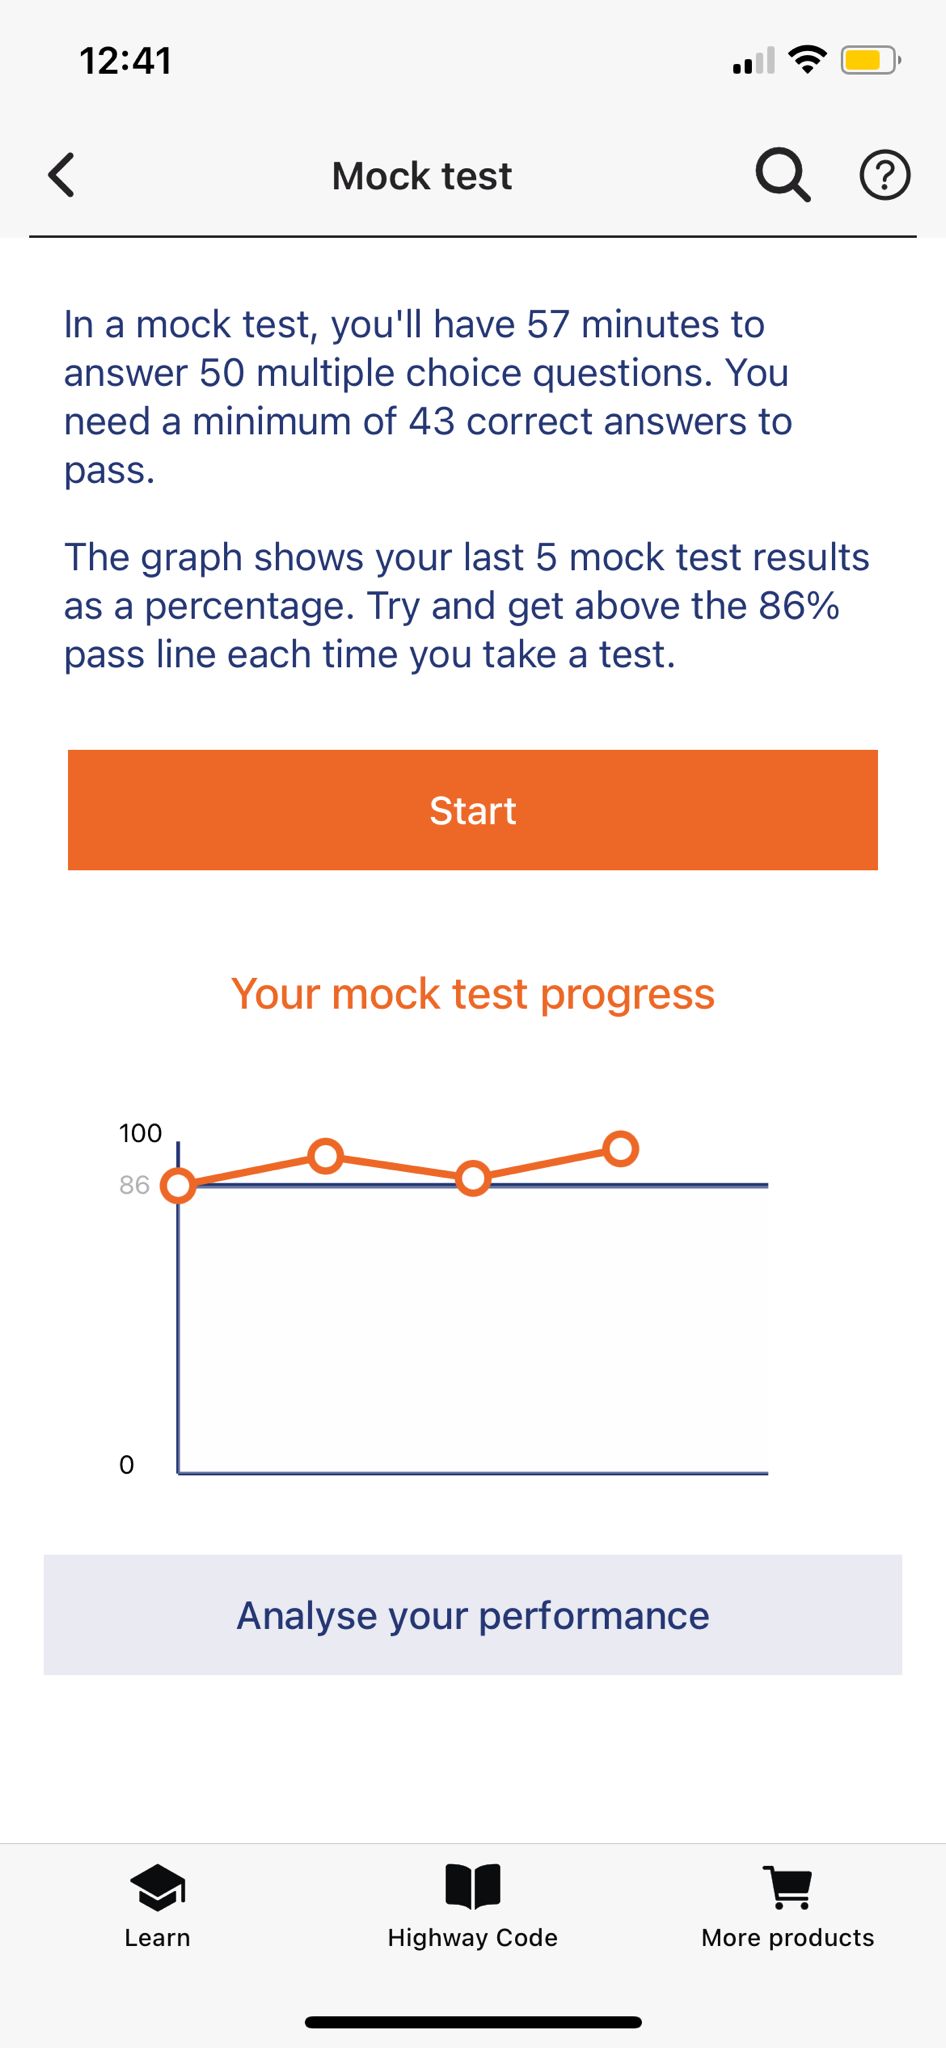 12:41
Mock test
In a mock test, you'll have 57 minutes to
answer 50 multiple choice questions. You
need a minimum of 43 correct answers to
pass.
The graph shows your last 5 mock test results
as a percentage. Try and get above the 86%
pass line each time you take a test.
Start
Your mock test progress
100
86
0
Analyse your performance
Learn
Highway Code
More products